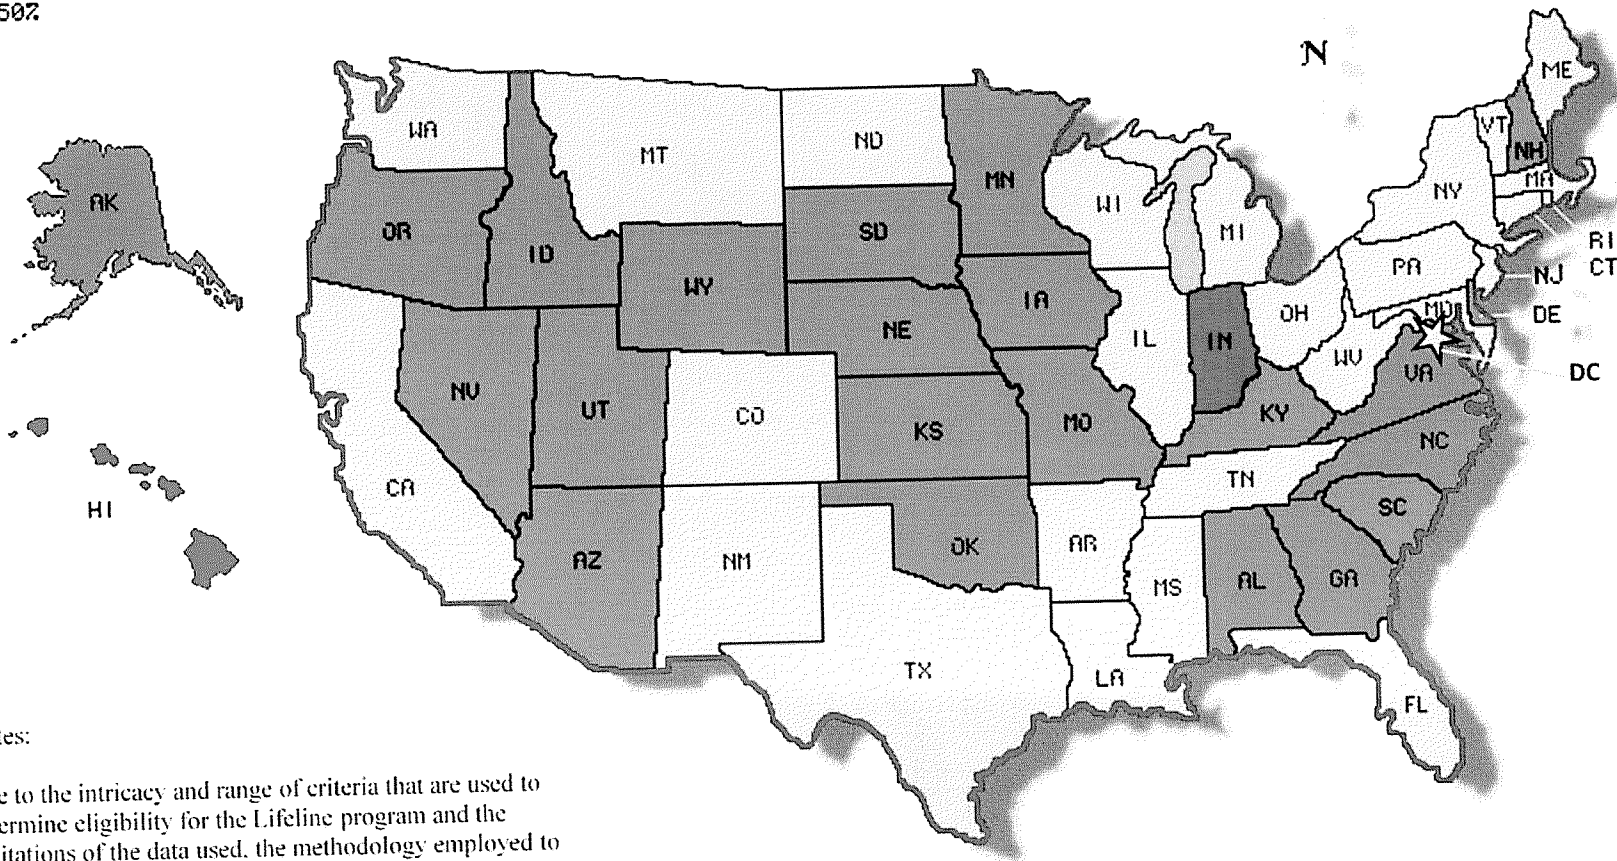 50%
N
ME
WA
MT
ND
VT
NH
MN
MA
AK
NY
WI
OR
SD
MI
RI
ID
PA
CT
NJ
WY
IA
MD
DE
NE
IL
IN
OH
WV
VA
DC
NV
UT
CO
KS
MO
KY
NC
CA
TN
HI
SC
AZ
NM
OK
AR
MS
AL
GA
TX
LA
FL
tes:
e to the intricacy and range of criteria that are used to
ermine eligibility for the Lifeline program and the
itations of the data used, the methodology employed to